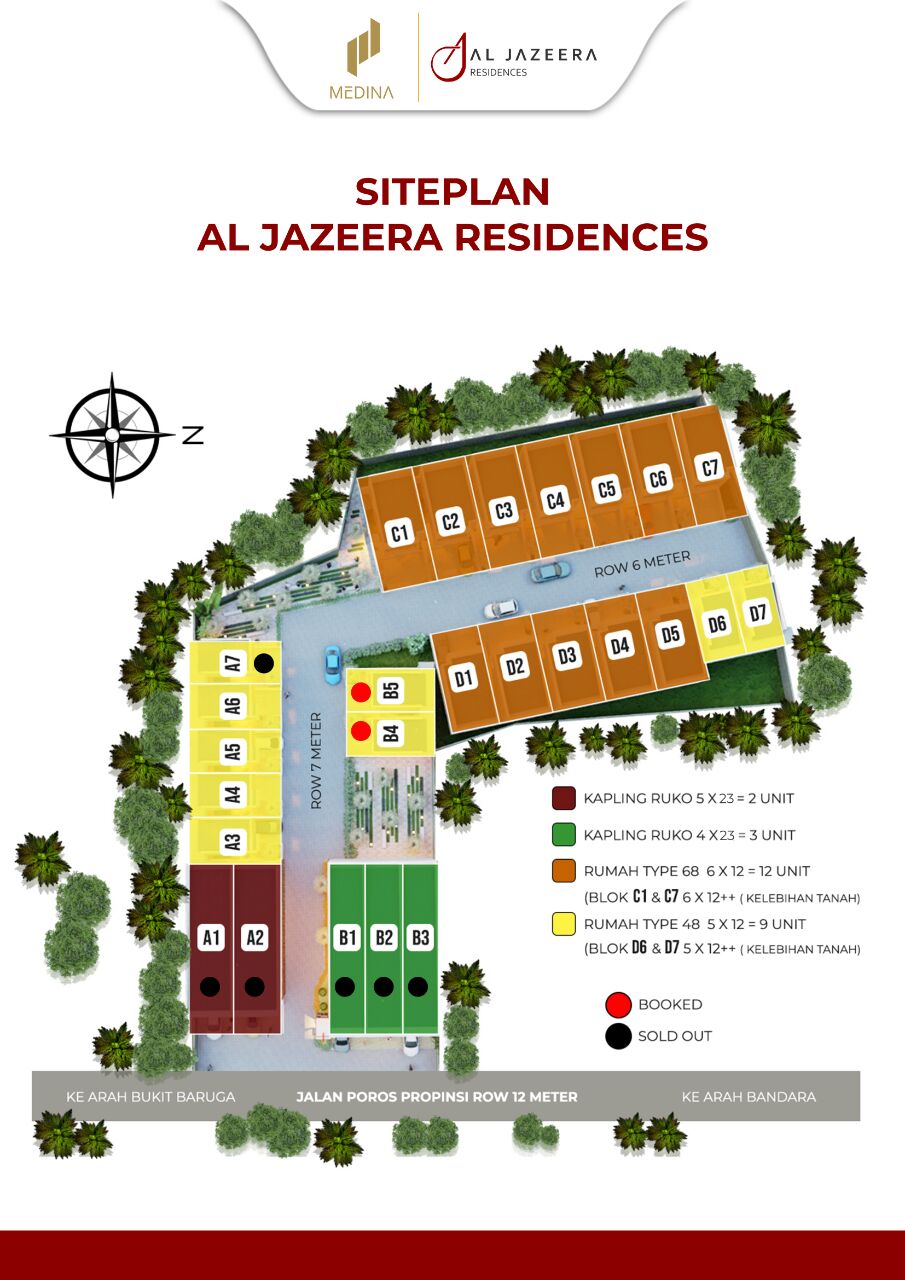 MEDINA
AL JAZEERA
RESIDENCES
SITEPLAN
AL JAZEERA RESIDENCES
N
C1
C2
C3
C4
C5
C6
C7
ROW 6 METER
D1
D2
D3
D4
D5
D6
D7
A7
A6
A5
A4
A3
ROW 7 METER
B5
B4
A1
A2
B1
B2
B3
KAPLING RUKO 5 X 23 = 2 UNIT
KAPLING RUKO 4 X 23 = 3 UNIT
RUMAH TYPE 68 6 X 12 = 12 UNIT
(BLOK C1 & C7 6 X 12++ ( KELEBIHAN TANAH)
RUMAH TYPE 48 5 X 12 = 9 UNIT
(BLOK D6 & D7 5 X 12++ ( KELEBIHAN TANAH)
BOOKED
SOLD OUT
KE ARAH BUKIT BARUGA
JALAN POROS PROPINSI ROW 12 METER
KE ARAH BANDARA